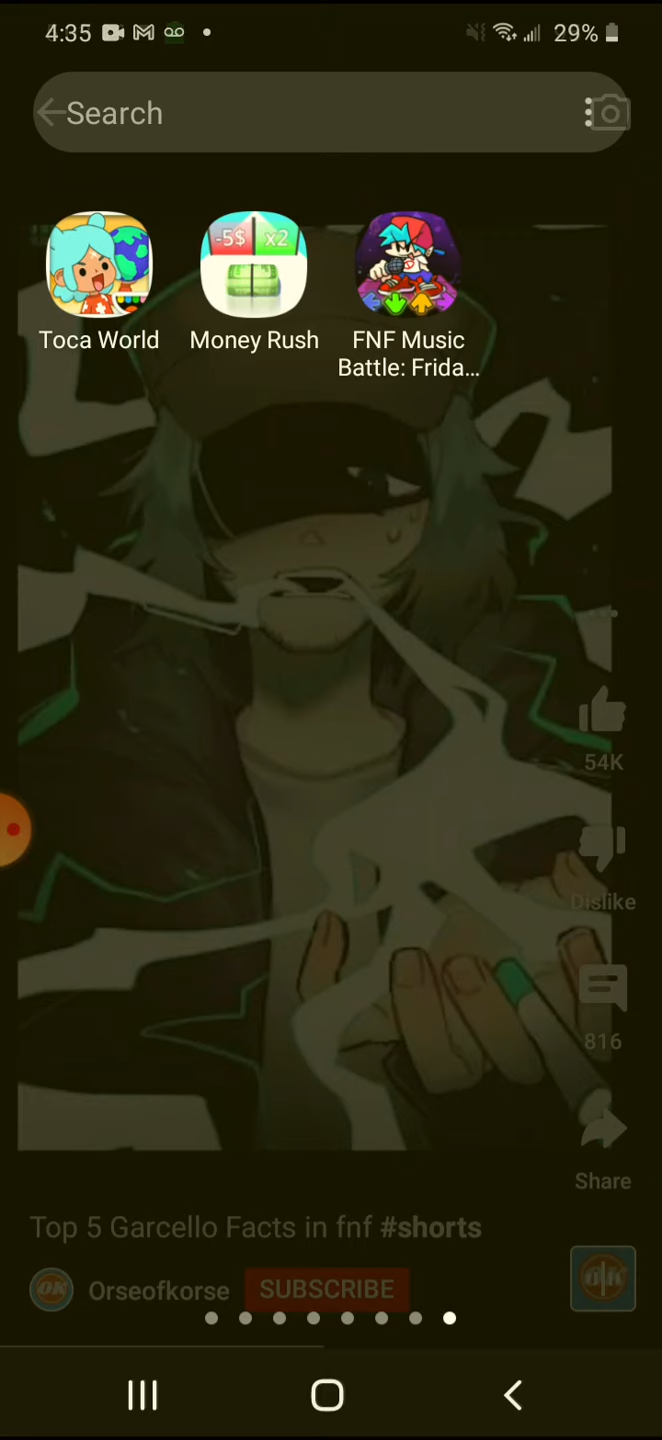 4:35
29%
Search
-5$ x2
Toca World
Money Rush
FNF Music
Battle: Frida...
54K
Dislike
816
Share
Top 5 Garcello Facts in fnf #shorts
OK
Orseofkorse
SUBSCRIBE